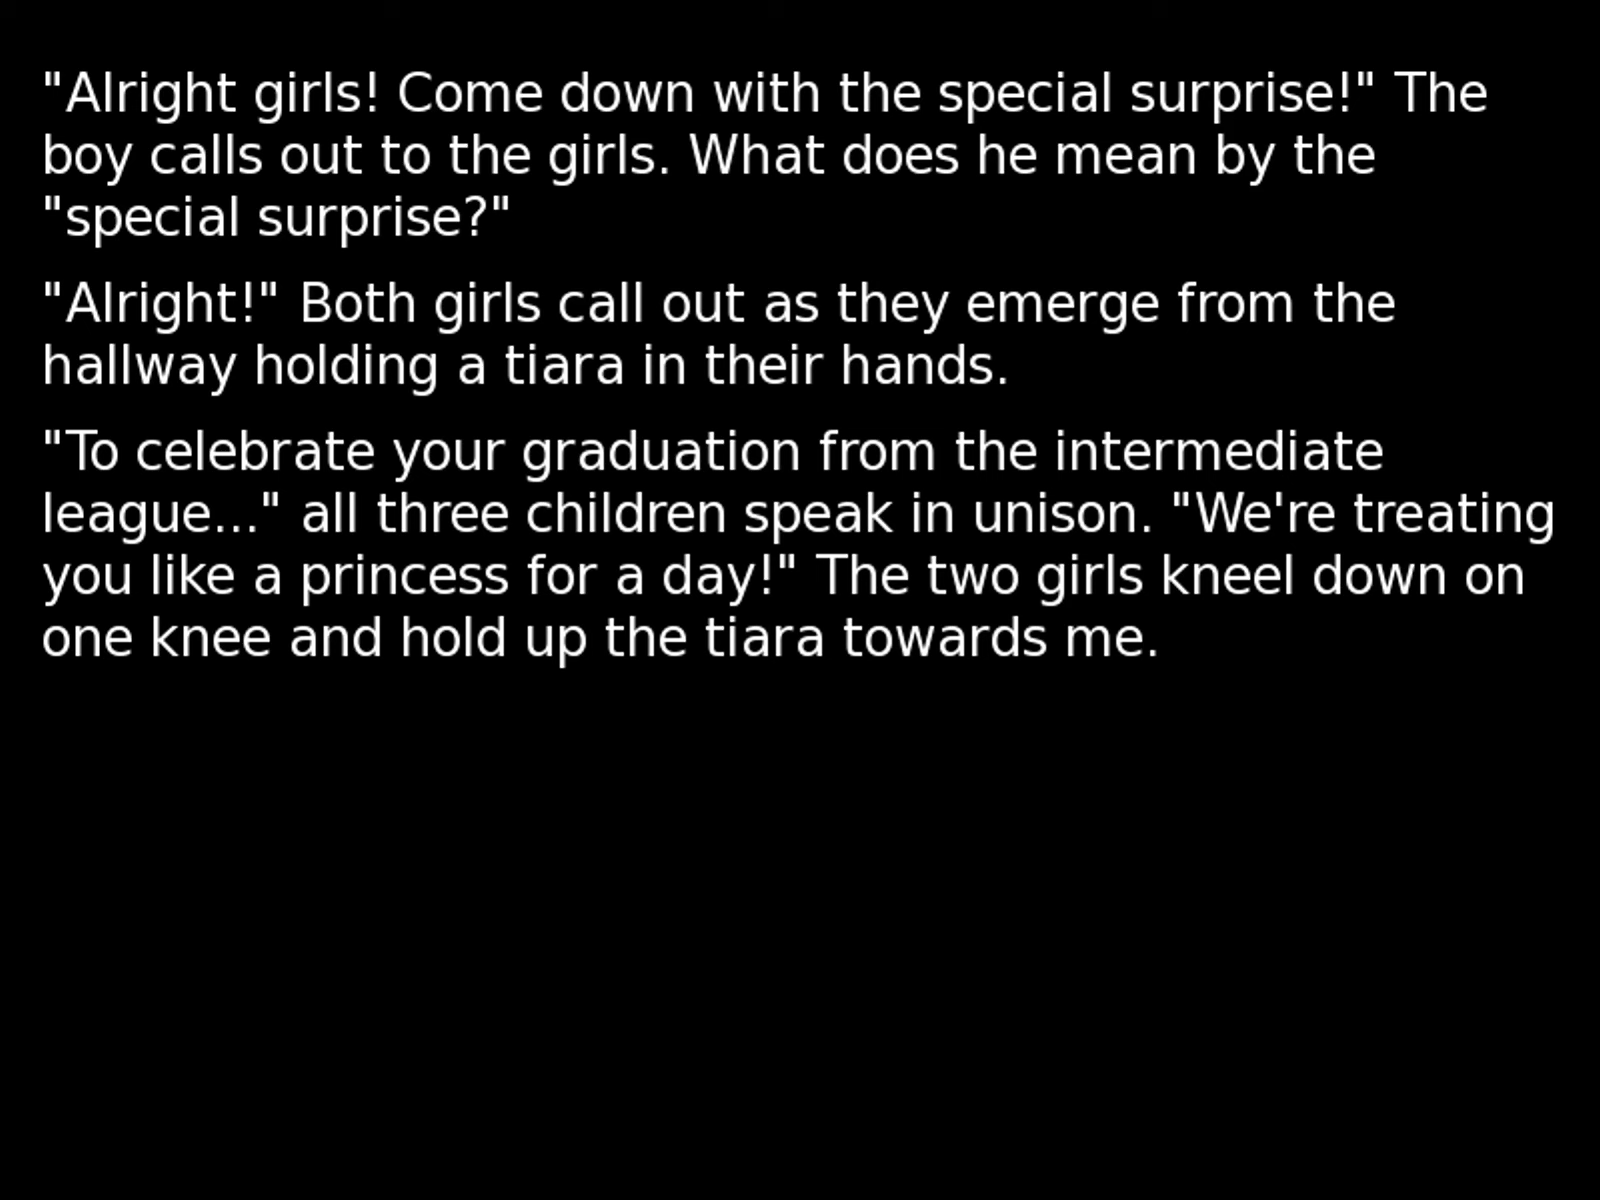 "Alright girls! Come down with the special surprise!" The
boy calls out to the girls. What does he mean by the
"special surprise?"
"Alright!" Both girls call out as they emerge from the
hallway holding a tiara in their hands.
"To celebrate your graduation from the intermediate
league..." all three children speak in unison. "We're treating
you like a princess for a day!" The two girls kneel down on
one knee and hold up the tiara towards me.